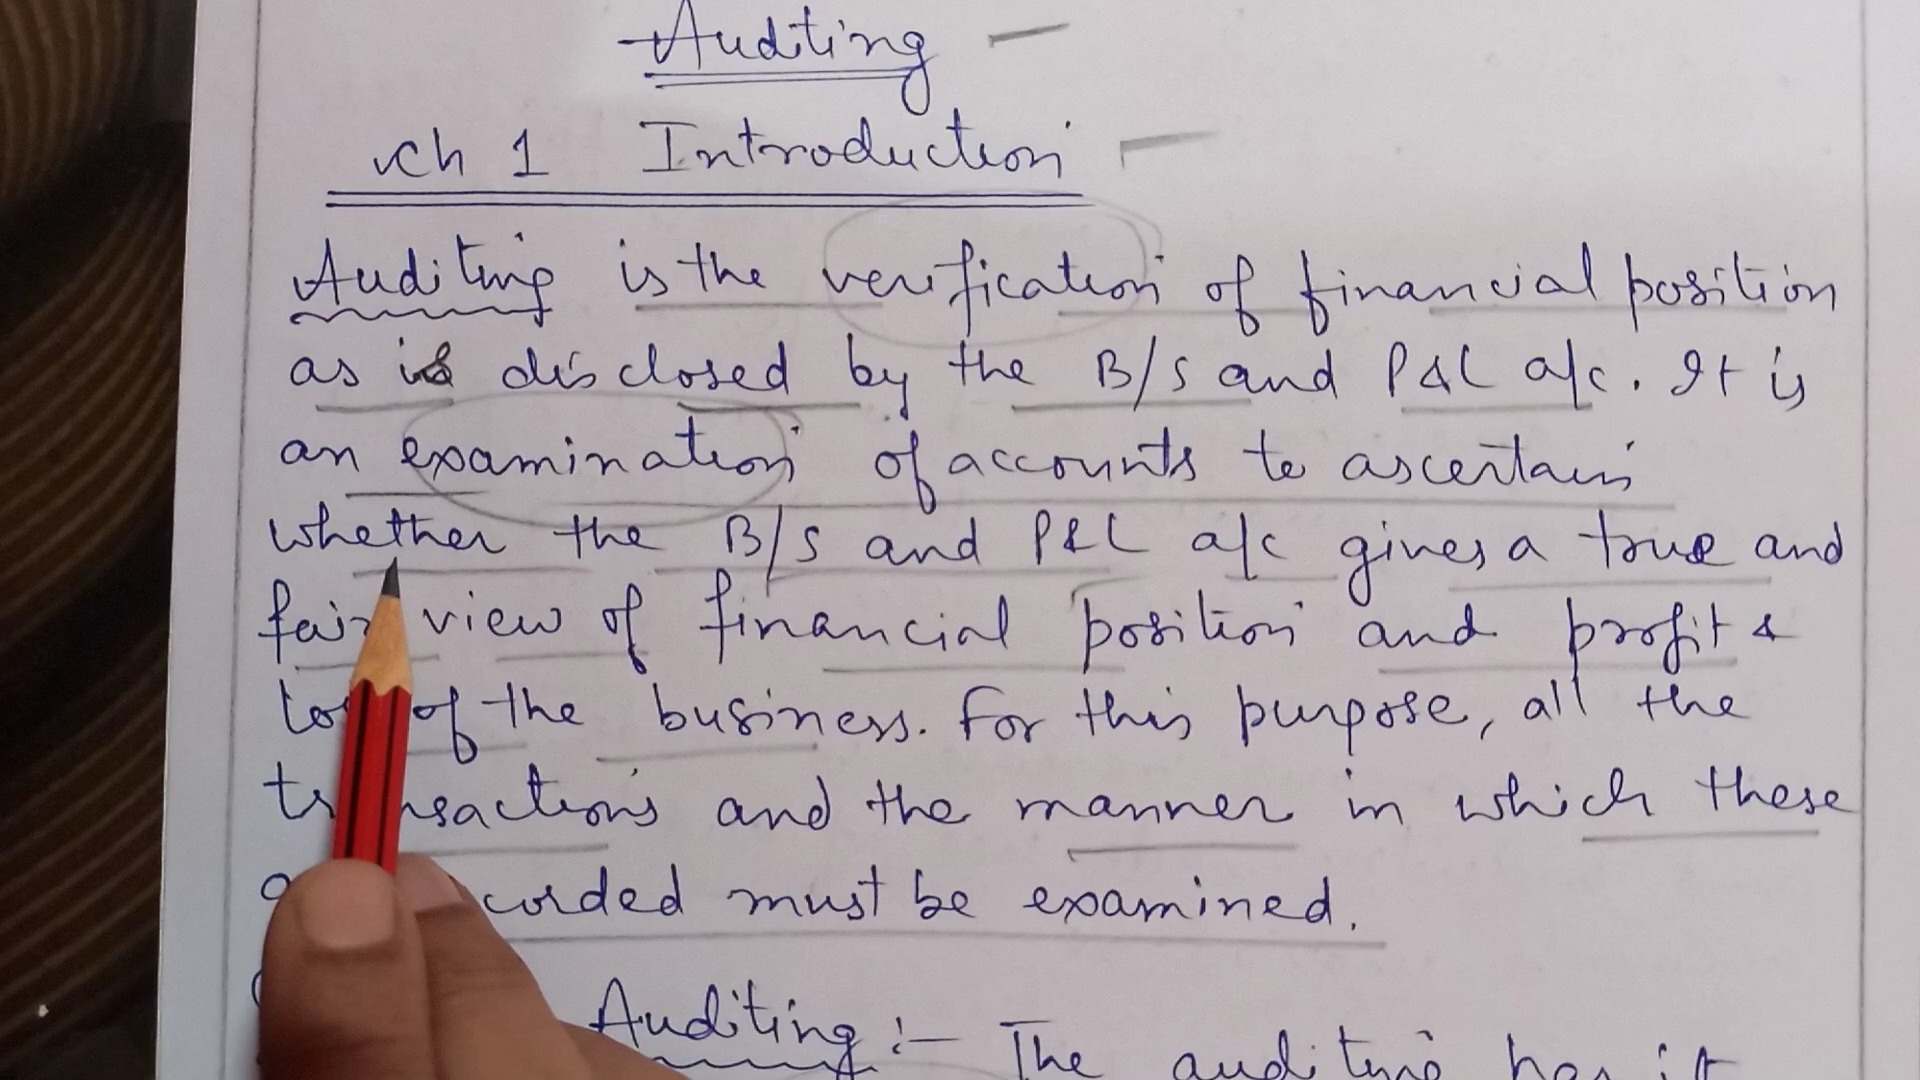 Auditing -
ch 1 Introduction -
Auditing is the verification of financial position
as is disclosed by the B/S and P&L a/c. It is
an examination of accounts to ascertain
whether the B/S and P&L a/c gives a true and
fair view of financial position and profit &
of the business. For this purpose, all the
and the manner in which these
must be examined.
Auditing :- The